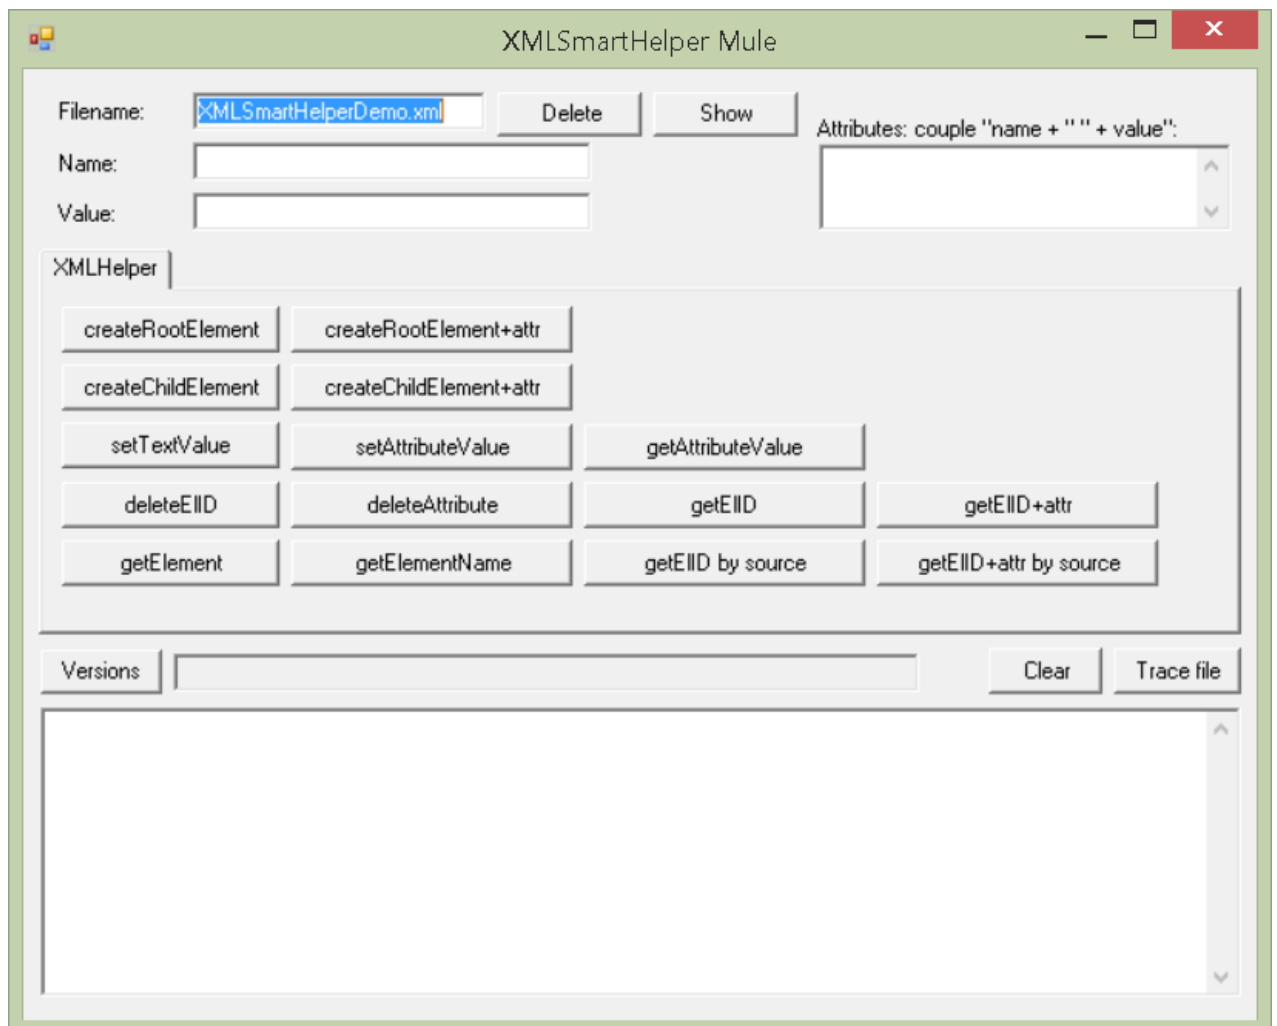 XMLSmartHelper Mule
Filename: XMLSmartHelperDemo.xml Delete Show
Attributes: couple "name + " " + value":
Name:
Value:
XMLHelper
createRootElement createRootElement+attr
createChildElement createChildElement+attr
setTextValue setAttributeValue getAttributeValue
deleteElID deleteAttribute getElID getElID+attr
getElement getElementName getElID by source getElID+attr by source
Versions Clear Trace file